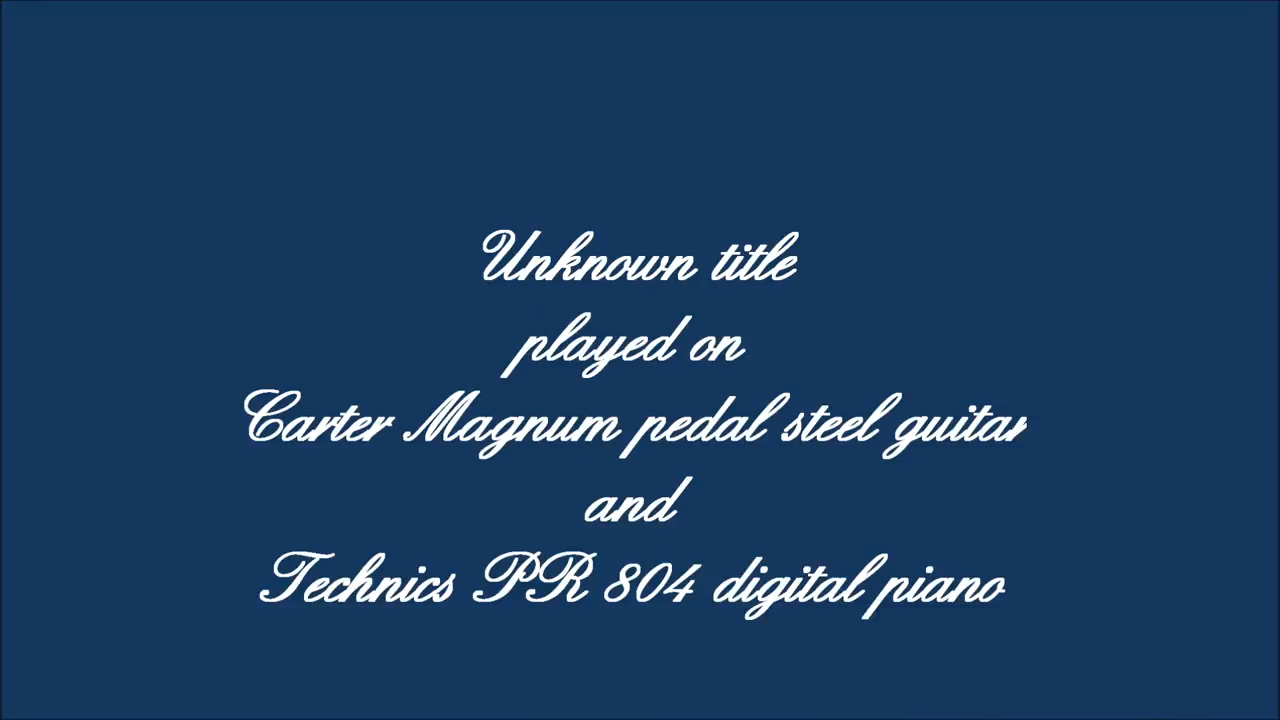 Unknown title
played on
Carter Magnum pedal steel guitar
and
Technics PR 804 digital piano